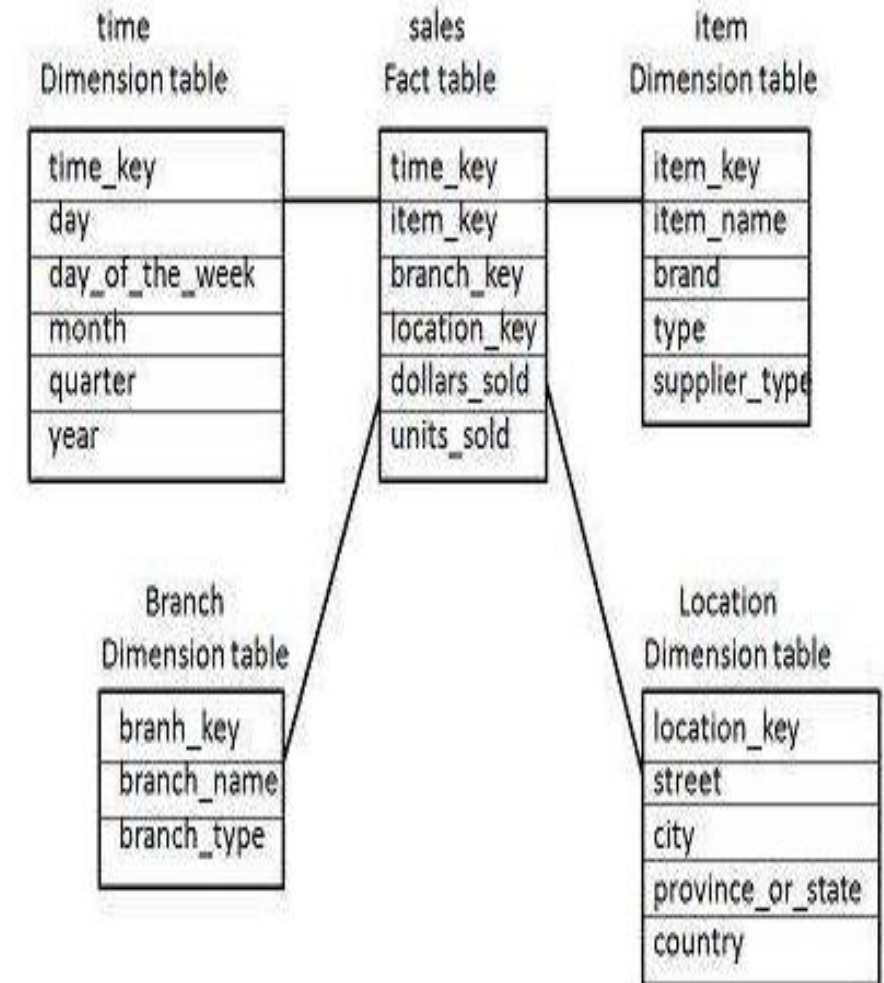 time
Dimension table
time_key
day
day_of_the_week
month
quarter
year
sales
Fact table
time_key
item_key
branch_key
location_key
dollars_sold
units_sold
item
Dimension table
item_key
item_name
brand
type
supplier_type
Branch
Dimension table
branh_key
branch_name
branch_type
Location
Dimension table
location_key
street
city
province_or_state
country